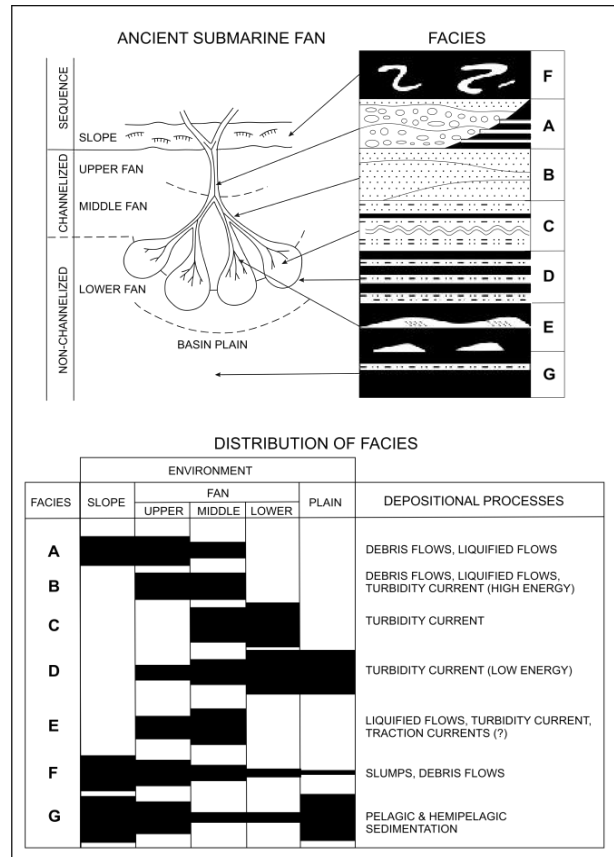 ANCIENT SUBMARINE FAN
FACIES
SEQUENCE
SLOPE
CHANNELIZED
UPPER FAN
MIDDLE FAN
NON-CHANNELIZED
LOWER FAN
BASIN PLAIN
F
A
B
C
D
E
G
DISTRIBUTION OF FACIES
ENVIRONMENT
FACIES
SLOPE
FAN
UPPER
MIDDLE
LOWER
PLAIN
DEPOSITIONAL PROCESSES
A
DEBRIS FLOWS, LIQUIFIED FLOWS
B
DEBRIS FLOWS, LIQUIFIED FLOWS,
TURBIDITY CURRENT (HIGH ENERGY)
C
TURBIDITY CURRENT
D
TURBIDITY CURRENT (LOW ENERGY)
E
LIQUIFIED FLOWS, TURBIDITY CURRENT,
TRACTION CURRENTS (?)
F
SLUMPS, DEBRIS FLOWS
G
PELAGIC & HEMIPELAGIC
SEDIMENTATION